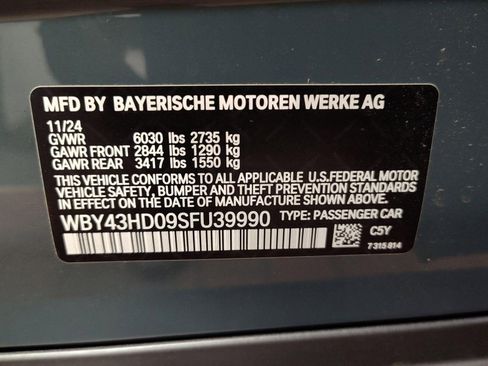 MFD BY BAYERISCHE MOTOREN WERKE AG
11/24
GVWR 6030 lbs 2735 kg
GAWR FRONT 2844 lbs 1290 kg
GAWR REAR 3417 lbs 1550 kg
THIS VEHICLE CONFORMS TO ALL APPLICABLE U.S.FEDERAL MOTOR
VEHICLE SAFETY, BUMPER,AND THEFT PREVENTION STANDARDS
IN EFFECT ON THE DATE OF MANUFACTURE SHOWN ABOVE.
WBY43HD09SFU39990 TYPE: PASSENGER CAR
C5Y
7 315 814